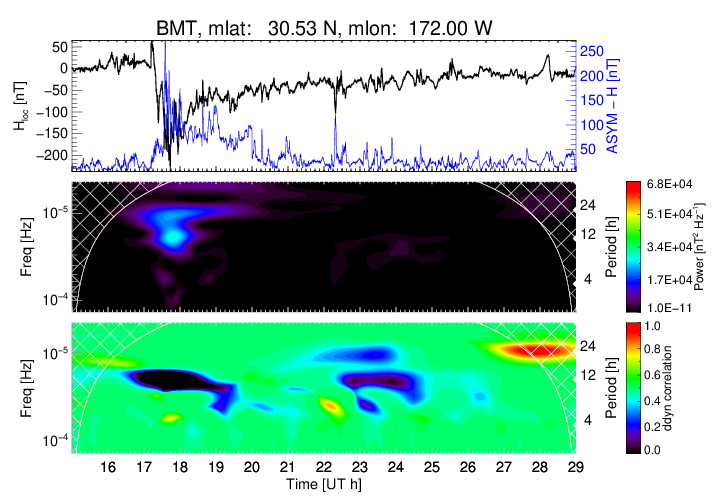 BMT, mlat: 30.53 N, mlon: 172.00 W
50
0
−50
−100
−150
−200
H_loc [nT]
250
200
150
100
50
ASYM − H [nT]
10⁻⁵
10⁻⁴
Freq [Hz]
24
12
4
Period [h]
6.8E+04
5.1E+04
3.4E+04
1.7E+04
1.0E−11
Power [nT² Hz⁻¹]
10⁻⁵
10⁻⁴
Freq [Hz]
24
12
4
Period [h]
1.0
0.8
0.6
0.4
0.2
0.0
ddyn correlation
16 17 18 19 20 21 22 23 24 25 26 27 28 29
Time [UT h]